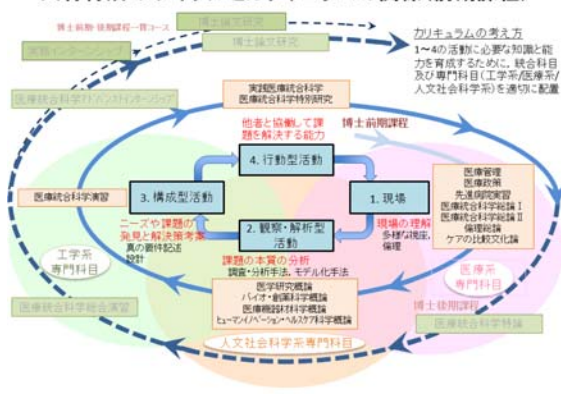 博士前期・後期課程一貫コース
博士論文研究
博士論文研究
実践インターンシップ
医療統合科学アドバンストインターンシップ
カリキュラムの考え方
1~4の活動に必要な知識と能
力を育成するために、統合科目
及び専門科目(工学系/医療系/
人文社会科学系)を適切に配置
実践医療統合科学
医療統合科学特別研究
他者と協働して課
題を解決する能力
博士前期課程
4. 行動型活動
医療統合科学演習
3. 構成型活動
1. 現場
2. 観察・解析型
活動
医療管理
医療政策
先進病院実習
医療統合科学総論Ⅰ
医療統合科学総論Ⅱ
倫理総論
ケアの比較文化論
ニーズや課題の
発見と解決策考案
真の要件記述
設計
現場の理解
多様な視座、
倫理
課題の本質の分析
調査・分析手法、モデル化手法
工学系
専門科目
医療系
専門科目
医学研究概論
バイオ・創薬科学概論
医療機器材科学概論
ヒューマンイノベーション・ヘルスケア科学概論
博士後期課程
医療統合科学総合演習
医療統合科学特論
人文社会科学系専門科目